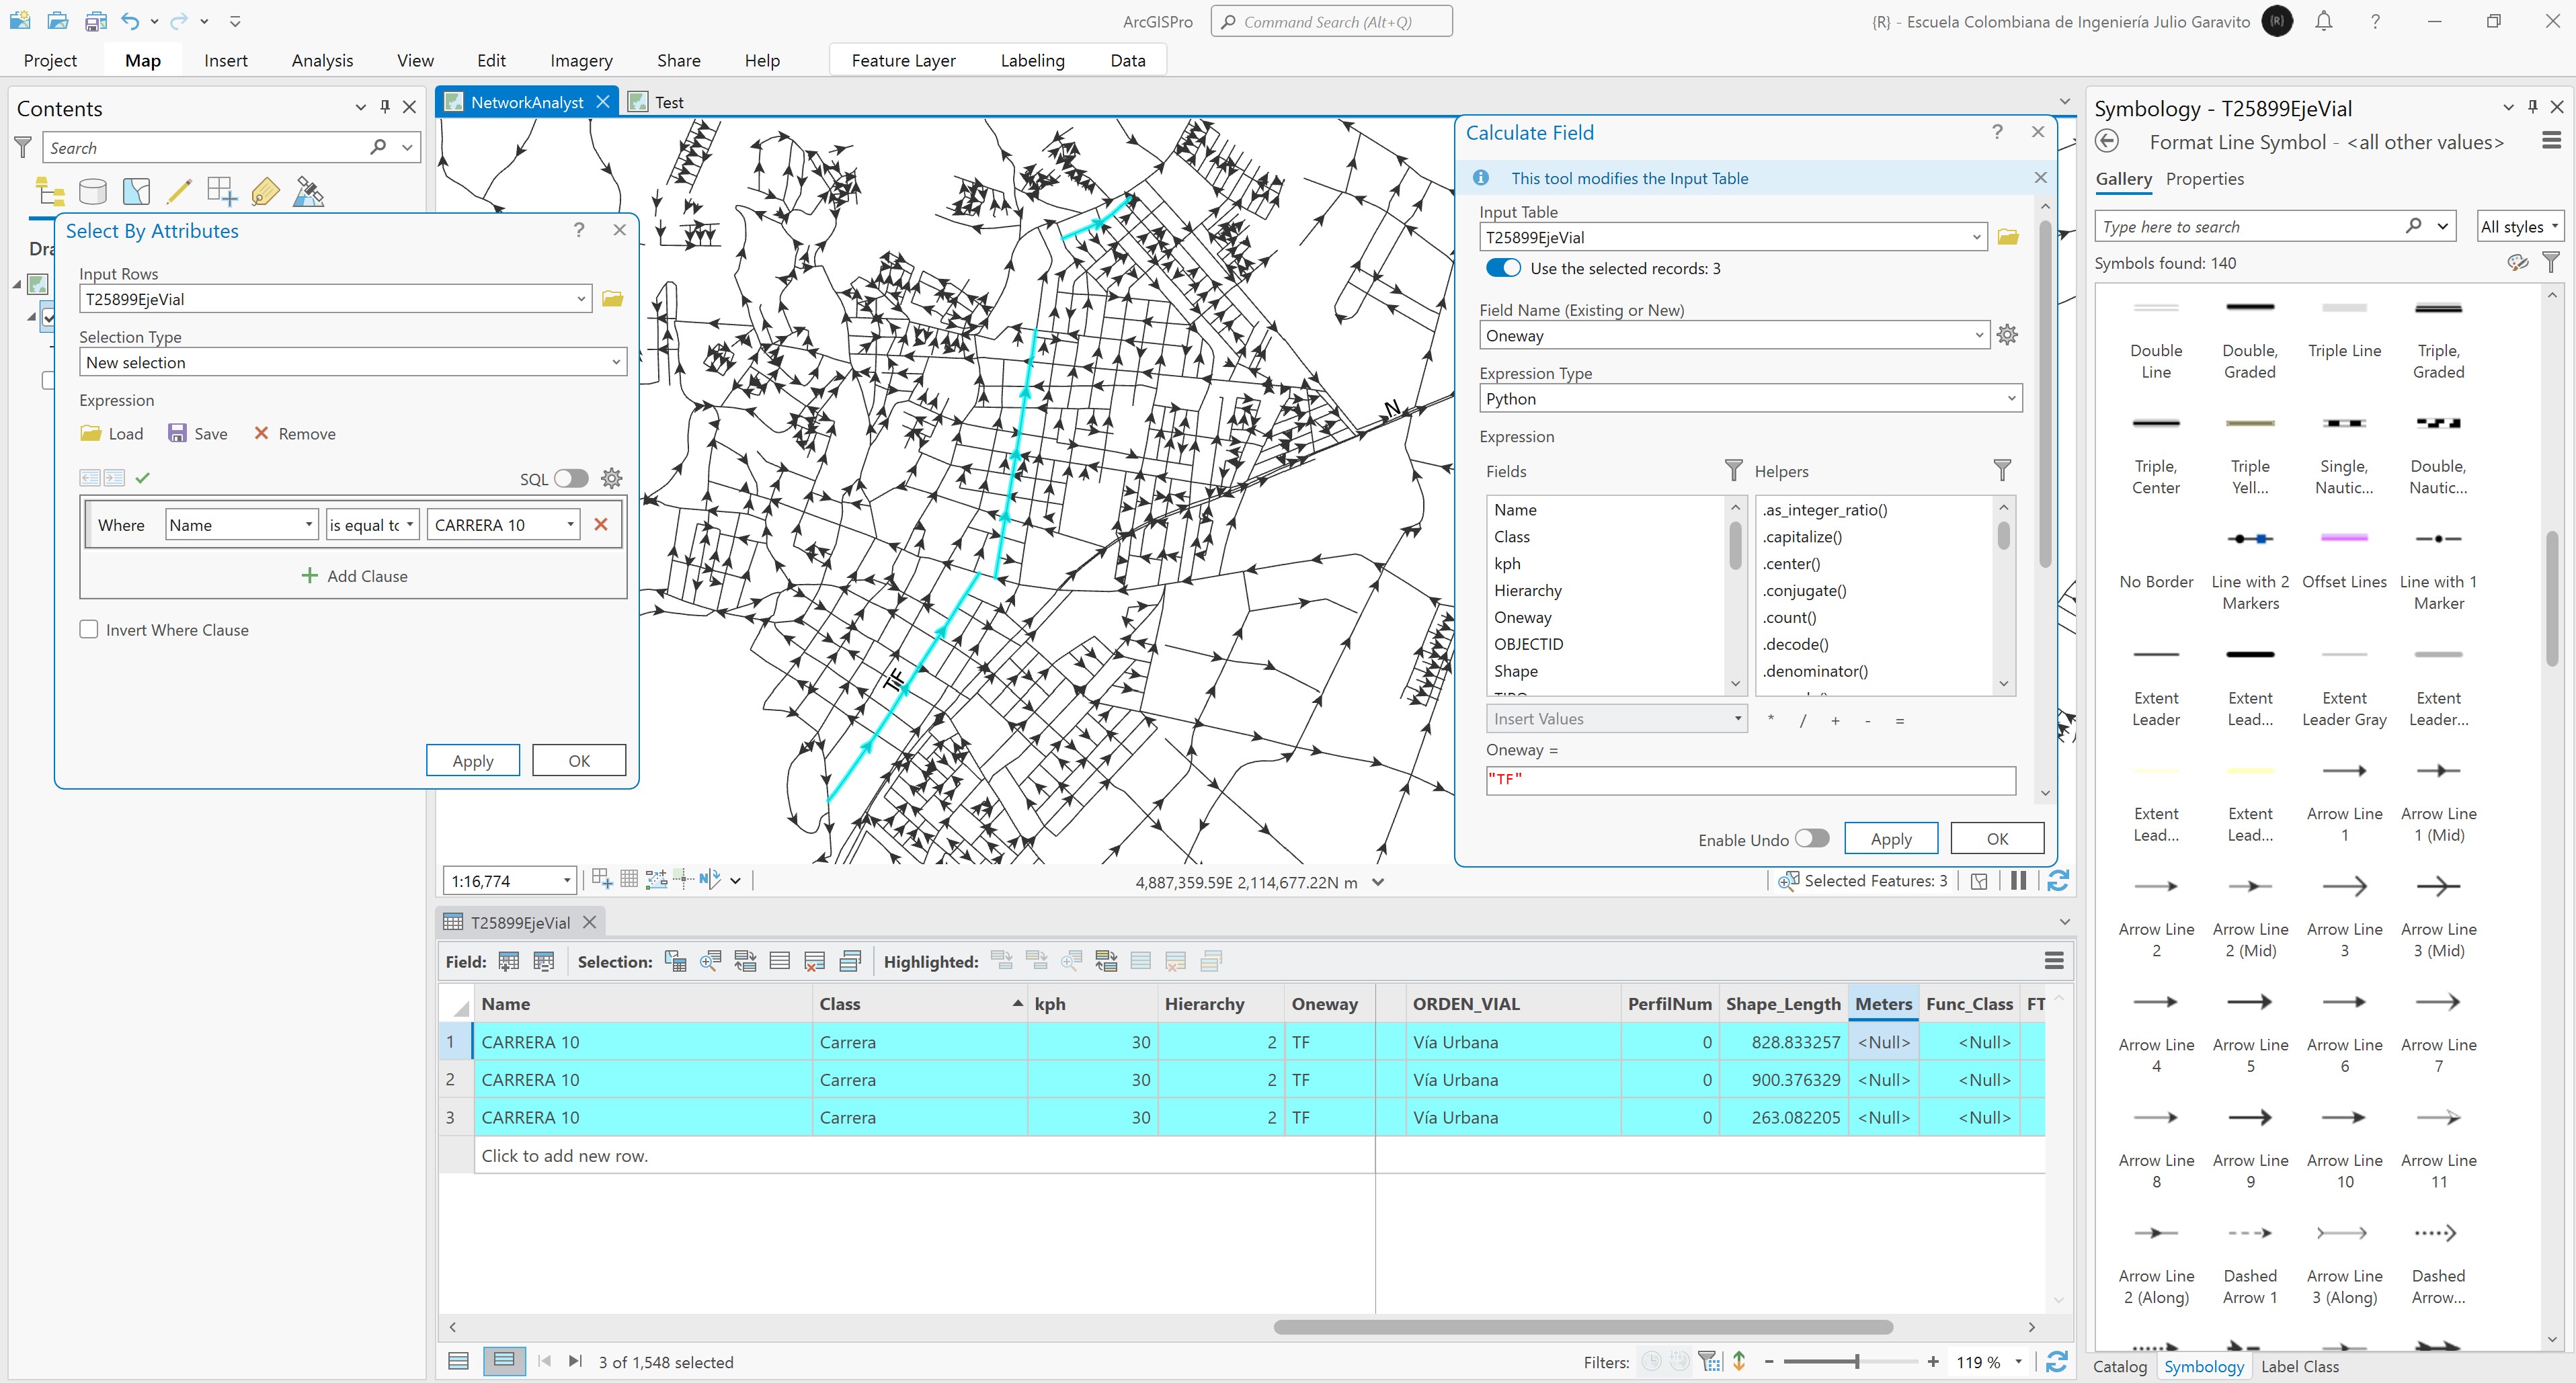 ArcGISPro
Command Search (Alt+Q)
{R} - Escuela Colombiana de Ingeniería Julio Garavito
{R}
?
Project
Map
Insert
Analysis
View
Edit
Imagery
Share
Help
Feature Layer
Labeling
Data
Contents
Search
Dra
Select By Attributes
?
Input Rows
T25899EjeVial
Selection Type
New selection
Expression
Load
Save
Remove
SQL
Where
Name
is equal tc
CARRERA 10
Add Clause
Invert Where Clause
Apply
OK
NetworkAnalyst
Test
TF
N
Calculate Field
?
This tool modifies the Input Table
Input Table
T25899EjeVial
Use the selected records: 3
Field Name (Existing or New)
Oneway
Expression Type
Python
Expression
Fields
Helpers
Name
Class
kph
Hierarchy
Oneway
OBJECTID
Shape
.as_integer_ratio()
.capitalize()
.center()
.conjugate()
.count()
.decode()
.denominator()
Insert Values
* / + - =
Oneway =
"TF"
Enable Undo
Apply
OK
1:16,774
4,887,359.59E 2,114,677.22N m
Selected Features: 3
T25899EjeVial
Field:
Selection:
Highlighted:
Name Class kph Hierarchy Oneway ORDEN_VIAL PerfilNum Shape_Length Meters Func_Class FT
1 CARRERA 10 Carrera 30 2 TF Vía Urbana 0 828.833257 <Null> <Null>
2 CARRERA 10 Carrera 30 2 TF Vía Urbana 0 900.376329 <Null> <Null>
3 CARRERA 10 Carrera 30 2 TF Vía Urbana 0 263.082205 <Null> <Null>
Click to add new row.
3 of 1,548 selected
Filters:
119 %
Symbology - T25899EjeVial
Format Line Symbol - <all other values>
Gallery
Properties
Type here to search
All styles
Symbols found: 140
Double Line
Double, Graded
Triple Line
Triple, Graded
Triple, Center
Triple Yell...
Single, Nautic...
Double, Nautic...
No Border
Line with 2 Markers
Offset Lines
Line with 1 Marker
Extent Leader
Extent Lead...
Extent Leader Gray
Extent Leader...
Extent Lead...
Extent Lead...
Arrow Line 1
Arrow Line 1 (Mid)
Arrow Line 2
Arrow Line 2 (Mid)
Arrow Line 3
Arrow Line 3 (Mid)
Arrow Line 4
Arrow Line 5
Arrow Line 6
Arrow Line 7
Arrow Line 8
Arrow Line 9
Arrow Line 10
Arrow Line 11
Arrow Line 2 (Along)
Dashed Arrow 1
Arrow Line 3 (Along)
Dashed Arrow...
Catalog
Symbology
Label Class